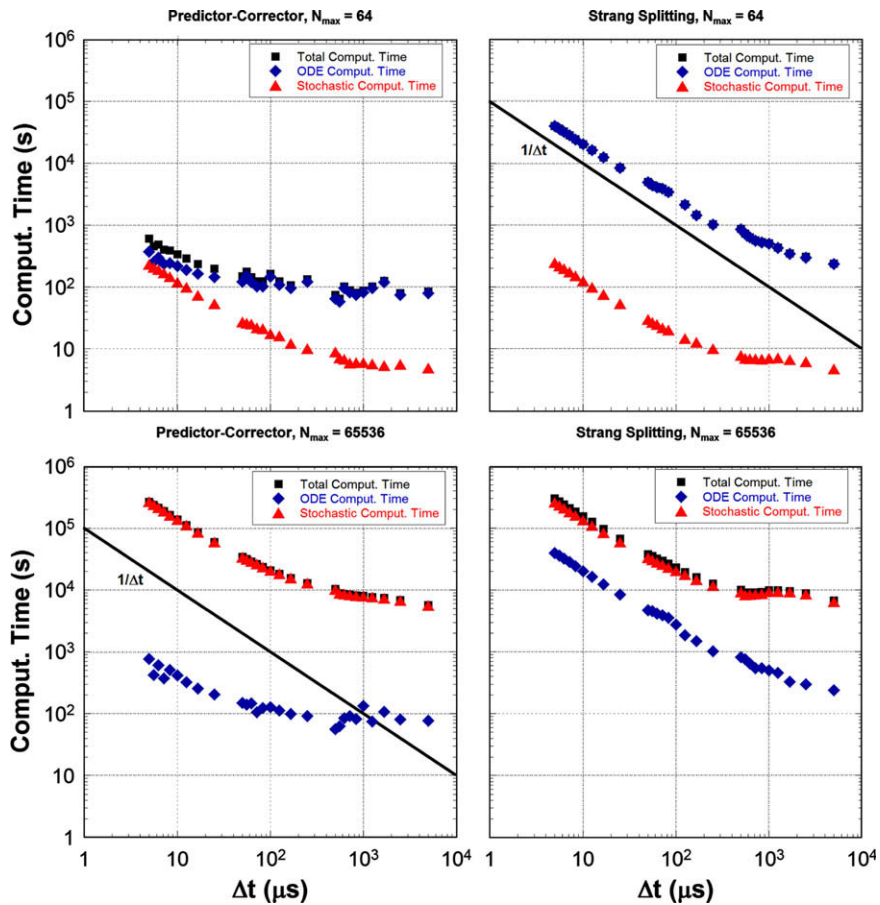 Predictor-Corrector, Nmax = 64
Strang Splitting, Nmax = 64
Comput. Time (s)
10⁶
10⁵
10⁴
10³
10²
10
1
Total Comput. Time
ODE Comput. Time
Stochastic Comput. Time
Total Comput. Time
ODE Comput. Time
Stochastic Comput. Time
1/Δt
Predictor-Corrector, Nmax = 65536
Strang Splitting, Nmax = 65536
Comput. Time (s)
10⁶
10⁵
10⁴
10³
10²
10
1
Total Comput. Time
ODE Comput. Time
Stochastic Comput. Time
Total Comput. Time
ODE Comput. Time
Stochastic Comput. Time
1/Δt
1 10 10² 10³ 10⁴
1 10 10² 10³ 10⁴
Δt (μs)
Δt (μs)